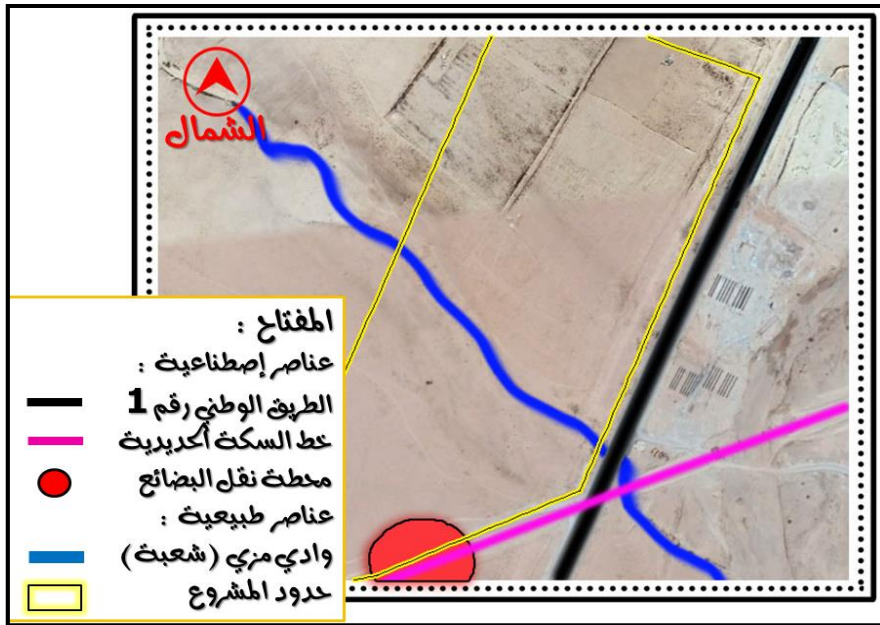 الشمال
المفتاح :
عناصر إصطناعية :
الطريق الوطني رقم 1
خط السكة الحديدية
محطة نقل البضائع
عناصر طبيعية :
وادي مزي (شعبة)
حدود المشروع